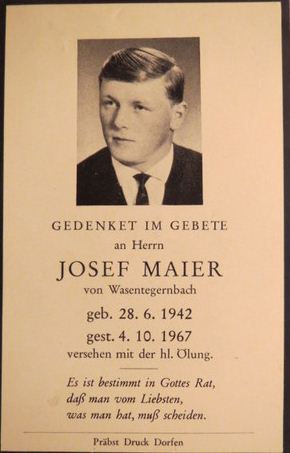 GEDENKET IM GEBETE
an Herrn
JOSEF MAIER
von Wasentegernbach
geb. 28. 6. 1942
gest. 4. 10. 1967
versehen mit der hl. Ölung.
Es ist bestimmt in Gottes Rat,
daß man vom Liebsten,
was man hat, muß scheiden.
Präbst Druck Dorfen